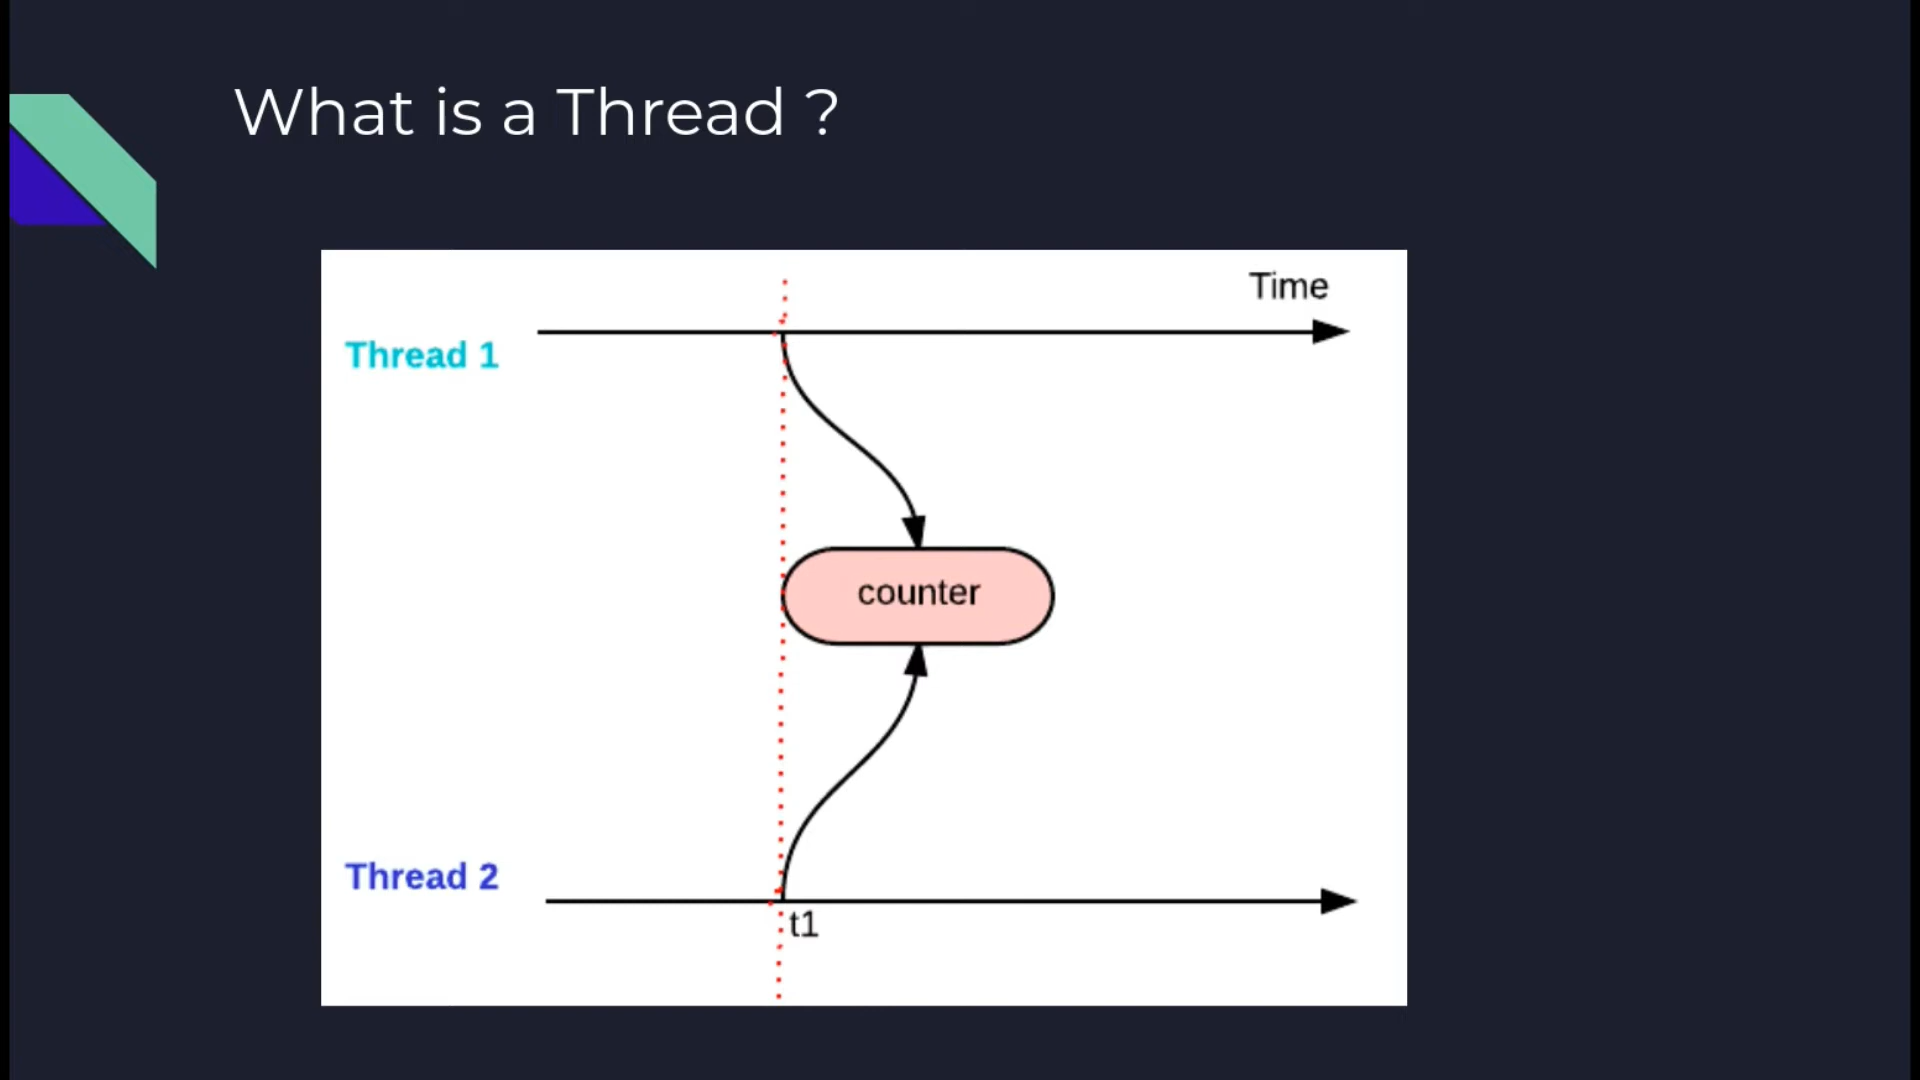 What is a Thread ?
Time
Thread 1
counter
Thread 2
t1